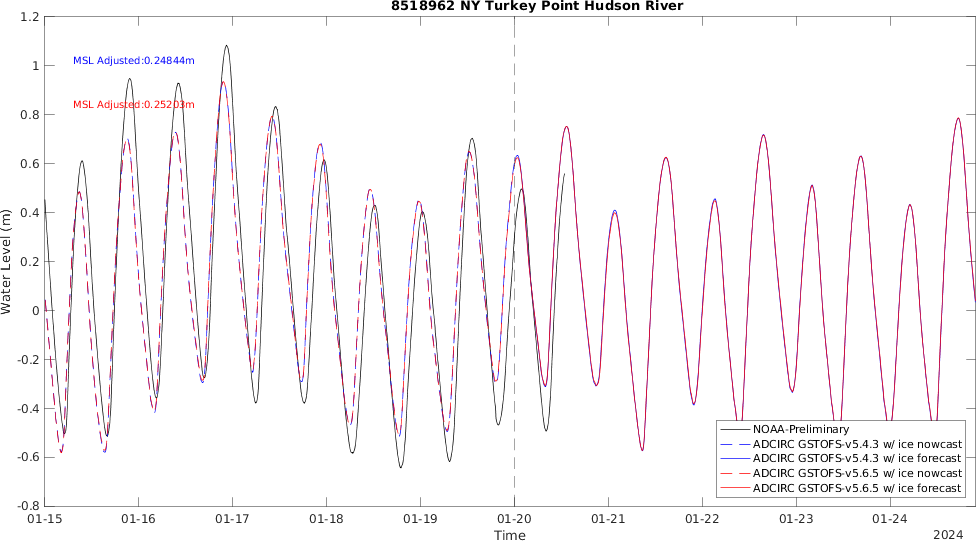 8518962 NY Turkey Point Hudson River
1.2
1
0.8
0.6
0.4
0.2
0
-0.2
-0.4
-0.6
-0.8
Water Level (m)
MSL Adjusted:0.24844m
MSL Adjusted:0.25203m
NOAA-Preliminary
ADCIRC GSTOFS-v5.4.3 w/ ice nowcast
ADCIRC GSTOFS-v5.4.3 w/ ice forecast
ADCIRC GSTOFS-v5.6.5 w/ ice nowcast
ADCIRC GSTOFS-v5.6.5 w/ ice forecast
01-15 01-16 01-17 01-18 01-19 01-20 01-21 01-22 01-23 01-24
Time
2024